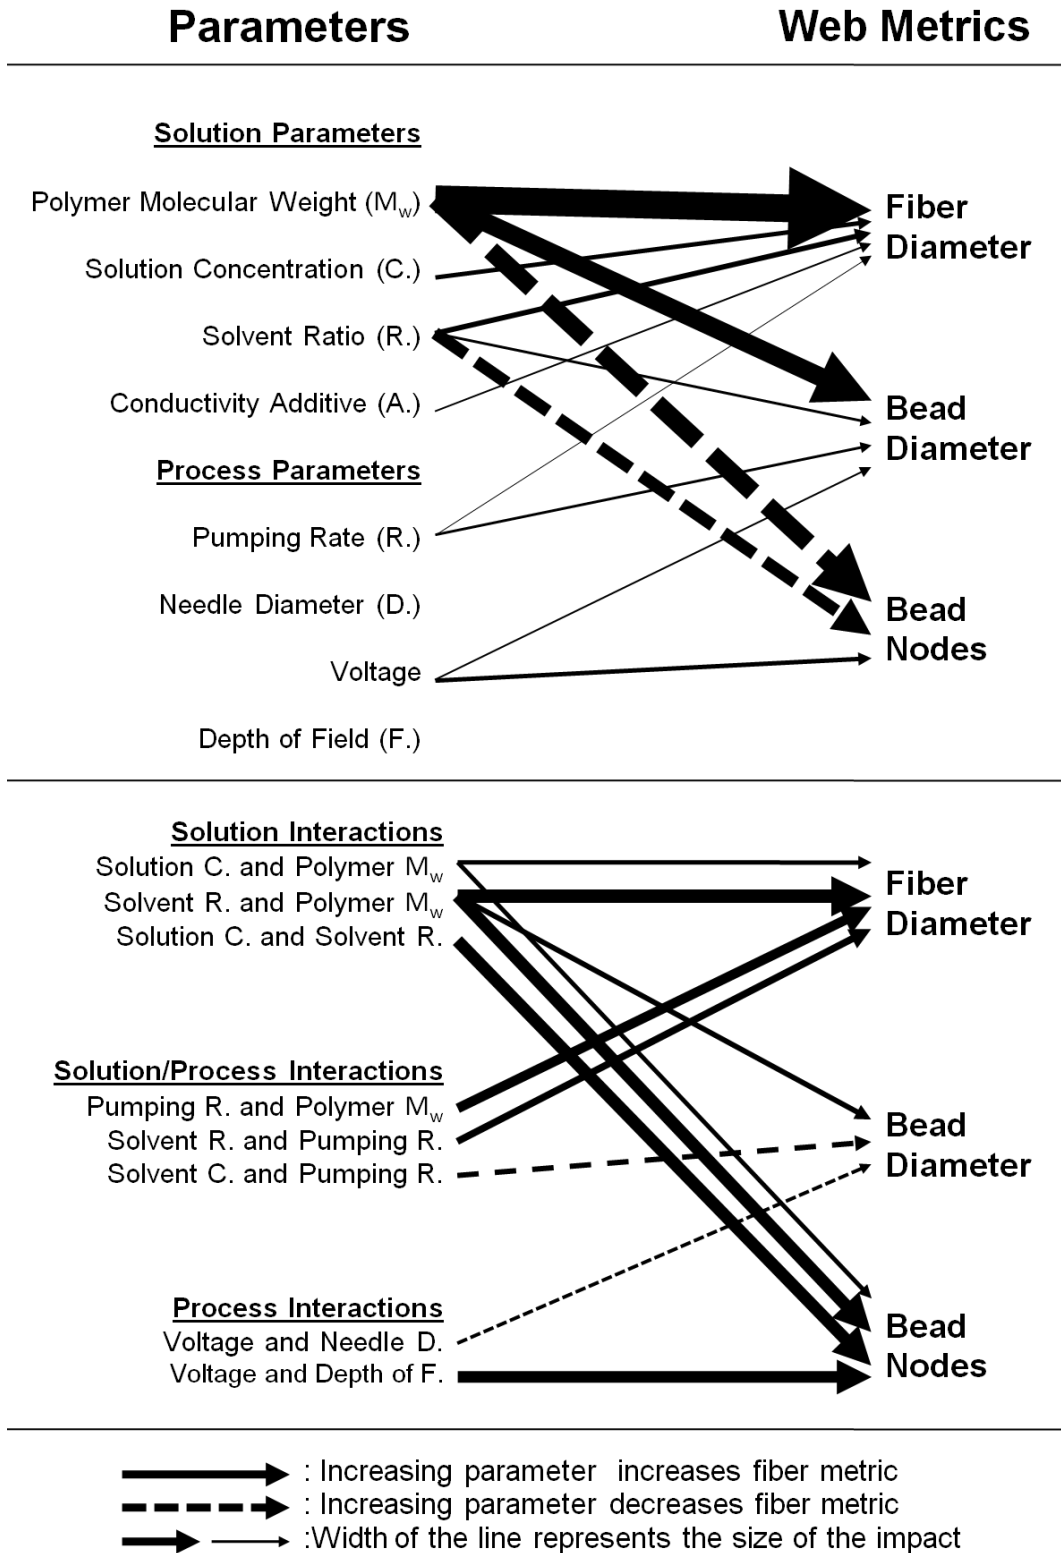 Parameters Web Metrics
Solution Parameters
Polymer Molecular Weight (Mw)
Solution Concentration (C.)
Solvent Ratio (R.)
Conductivity Additive (A.)
Process Parameters
Pumping Rate (R.)
Needle Diameter (D.)
Voltage
Depth of Field (F.)
Fiber
Diameter
Bead
Diameter
Bead
Nodes
Solution Interactions
Solution C. and Polymer Mw
Solvent R. and Polymer Mw
Solution C. and Solvent R.
Solution/Process Interactions
Pumping R. and Polymer Mw
Solvent R. and Pumping R.
Solvent C. and Pumping R.
Process Interactions
Voltage and Needle D.
Voltage and Depth of F.
Fiber
Diameter
Bead
Diameter
Bead
Nodes
: Increasing parameter increases fiber metric
: Increasing parameter decreases fiber metric
:Width of the line represents the size of the impact